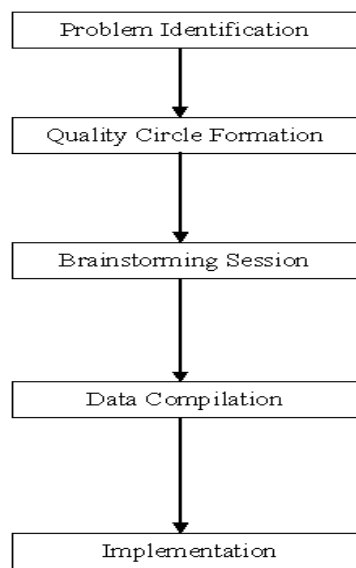 Problem Identification
Quality Circle Formation
Brainstorming Session
Data Compilation
Implementation